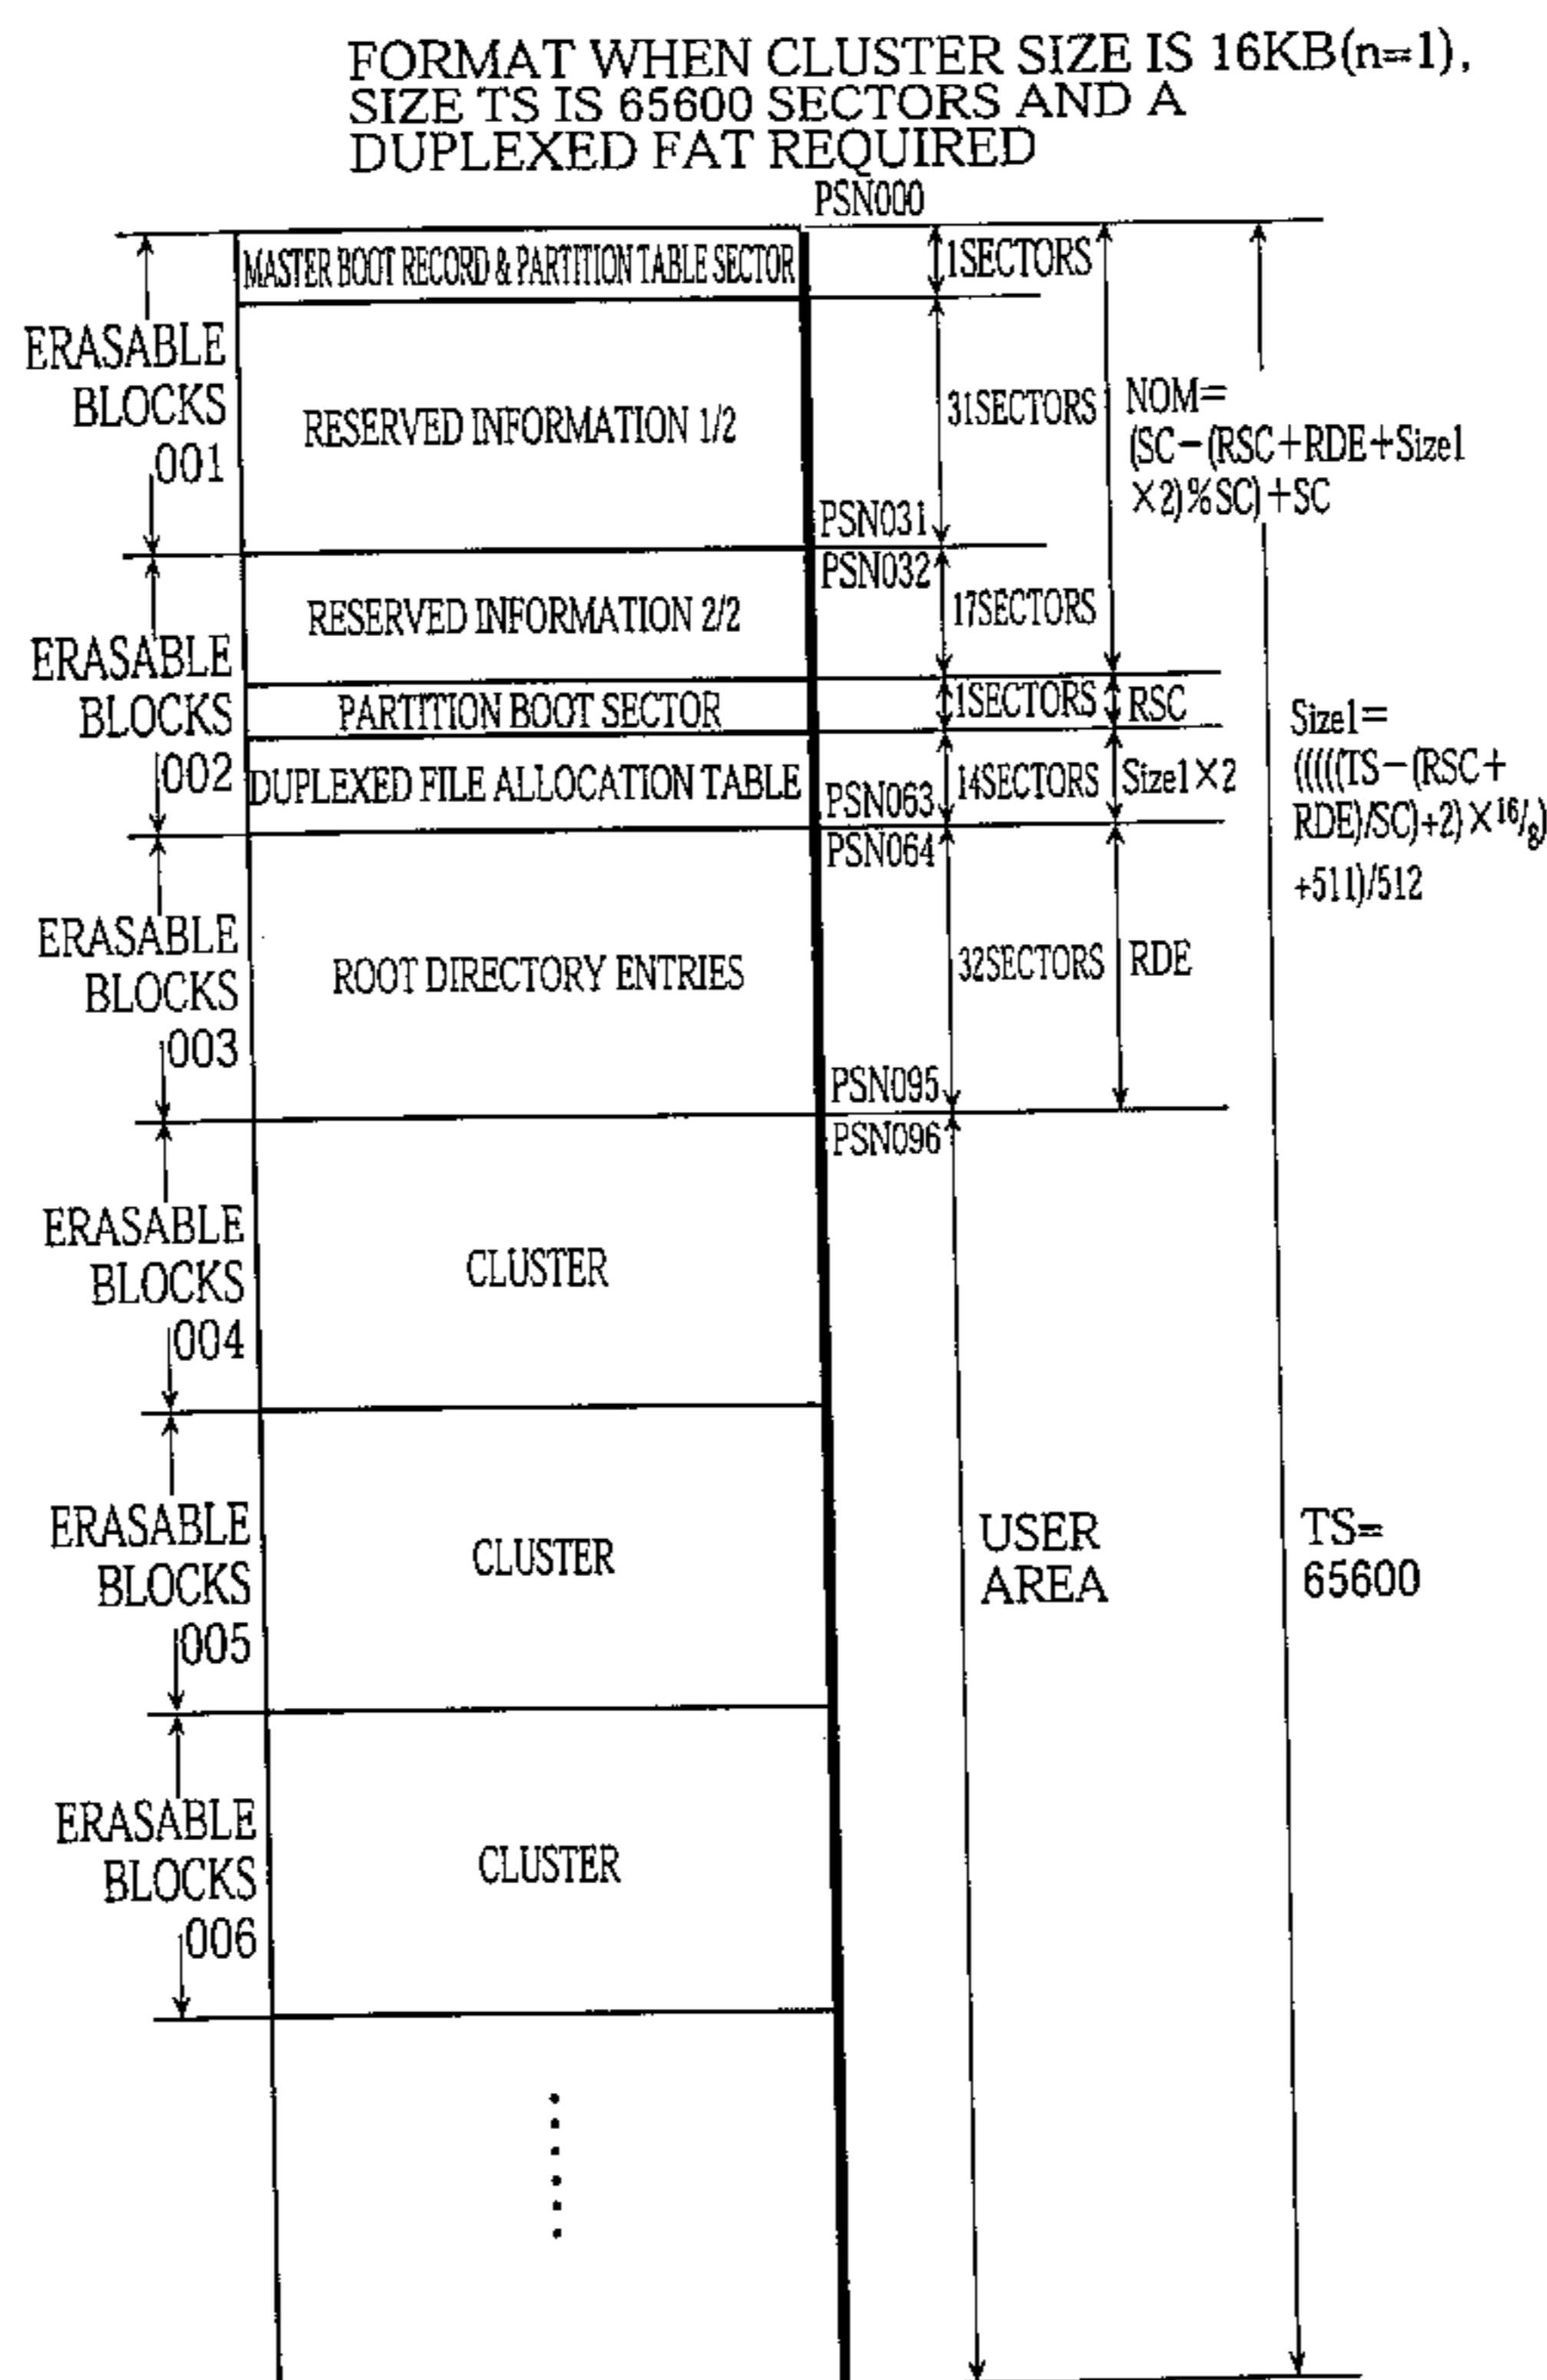 FORMAT WHEN CLUSTER SIZE IS 16KB(n=1),
SIZE TS IS 65600 SECTORS AND A
DUPLEXED FAT REQUIRED
PSN000
MASTER BOOT RECORD & PARTITION TABLE SECTOR
1SECTORS
ERASABLE
BLOCKS
001
RESERVED INFORMATION 1/2
31SECTORS
NOM=
(SC-(RSC+RDE+Size1
×2)%SC)+SC
PSN031
PSN032
RESERVED INFORMATION 2/2
17SECTORS
ERASABLE
BLOCKS
002
PARTITION BOOT SECTOR
1SECTORS
RSC
DUPLEXED FILE ALLOCATION TABLE
PSN063
14SECTORS
Size1×2
Size1=
(((((TS-(RSC+
RDE)/SC)+2)×16/8)
+511)/512
PSN064
ERASABLE
BLOCKS
003
ROOT DIRECTORY ENTRIES
32SECTORS
RDE
PSN095
PSN096
ERASABLE
BLOCKS
004
CLUSTER
ERASABLE
BLOCKS
005
CLUSTER
USER
AREA
TS=
65600
ERASABLE
BLOCKS
006
CLUSTER